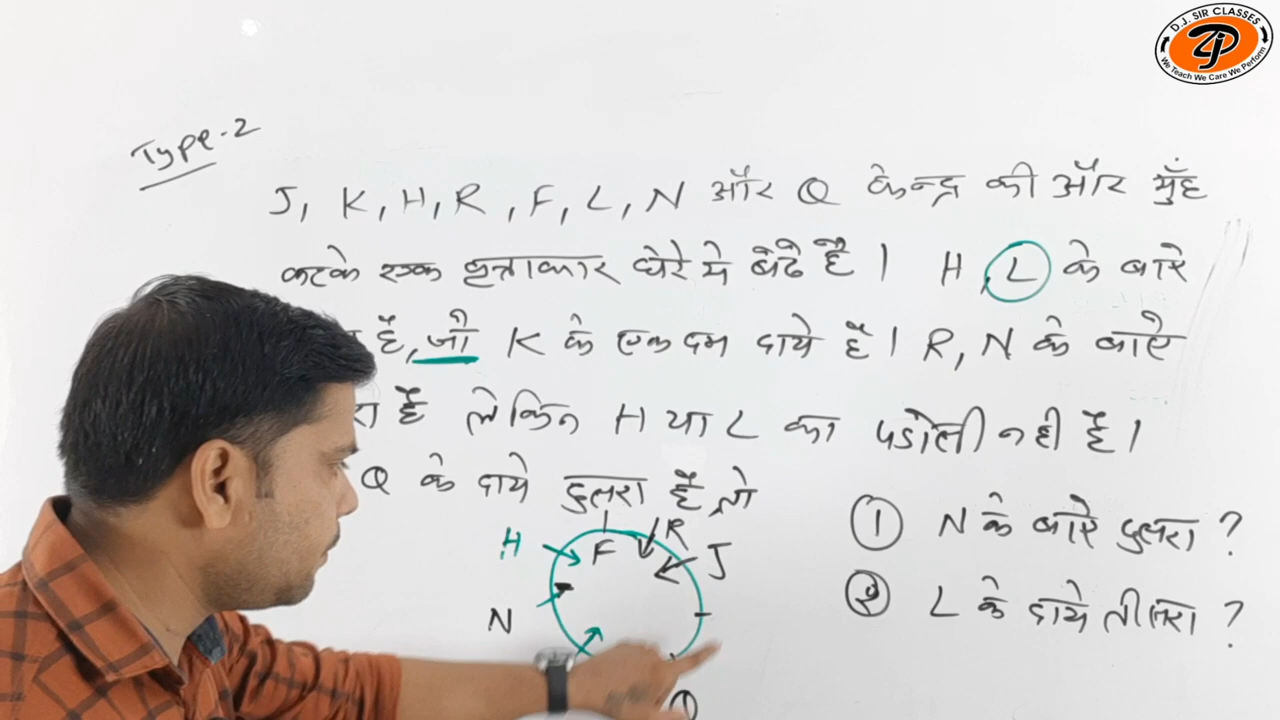 D.J. SIR CLASSES
We Teach We Care We Perform
Type-2
J, K, H, R, F, L, N और Q केन्द्र की और मुँह
करके एक वृत्ताकार घेरे मे बैठे है। H, L के बारे
है, जो K के एकदम दाये है। R, N के बाऐ
रा है लेकिन H या L का पडोसी नही है।
Q के दाये दुसरा है, तो
① N के बारे दुसरा ?
② L के दाये तीसरा ?
H F R J
N
Q